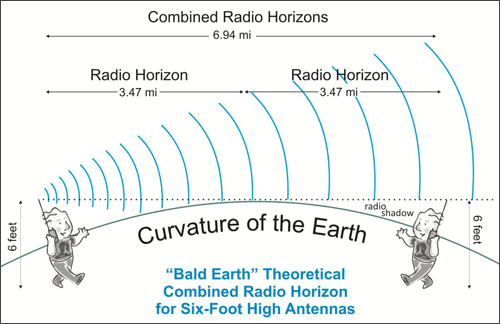 Combined Radio Horizons
6.94 mi
Radio Horizon
Radio Horizon
3.47 mi
3.47 mi
radio
shadow
6 feet
6 feet
Curvature of the Earth
“Bald Earth” Theoretical
Combined Radio Horizon
for Six-Foot High Antennas